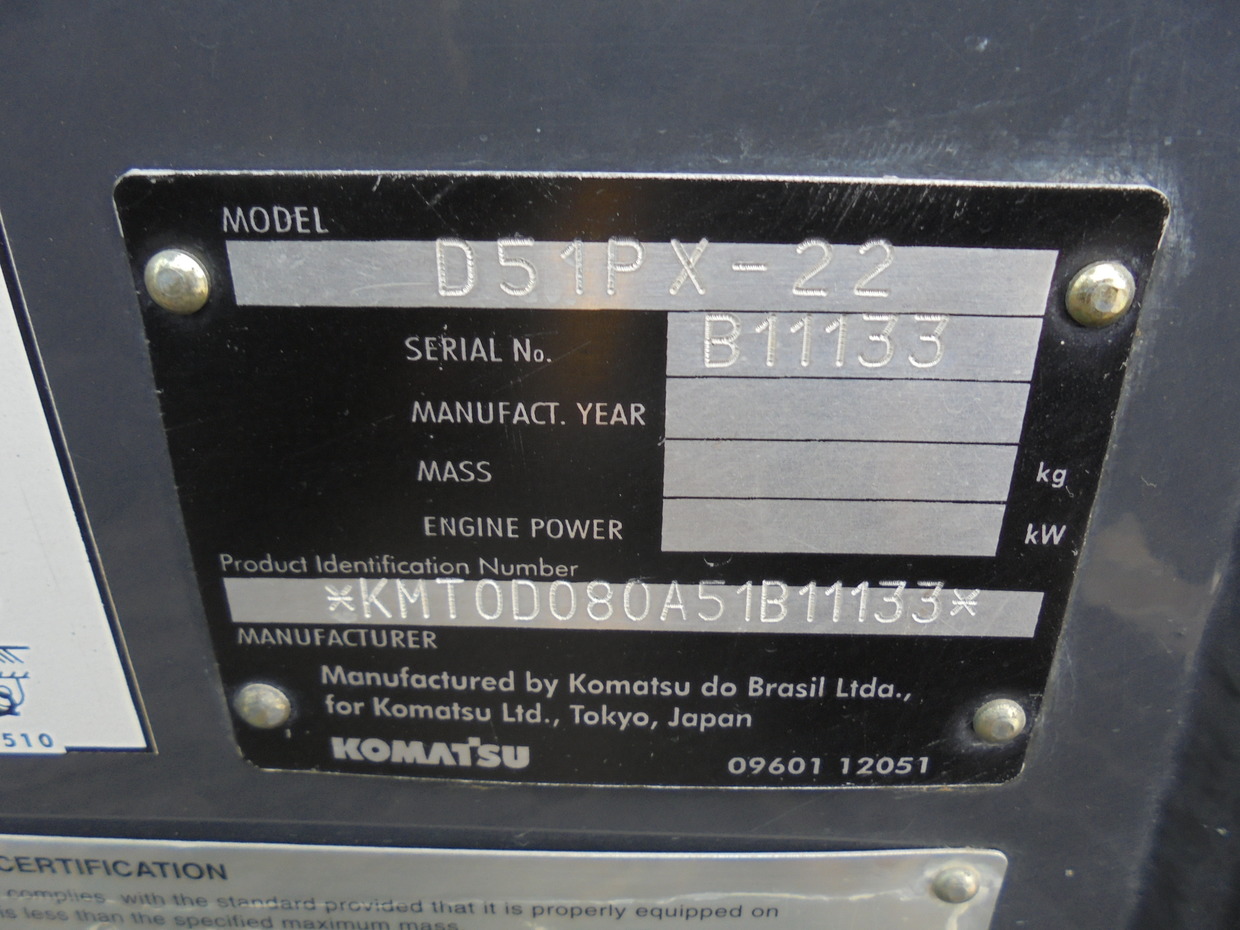 MODEL
D51PX-22
SERIAL No. B11133
MANUFACT. YEAR
MASS kg
ENGINE POWER kW
Product Identification Number
*KMT0D080A51B11133*
MANUFACTURER
Manufactured by Komatsu do Brasil Ltda.,
for Komatsu Ltd., Tokyo, Japan
KOMATSU 09601 12051
510
CERTIFICATION
complies with the standard provided that it is properly equipped on
is less than the specified maximum mass